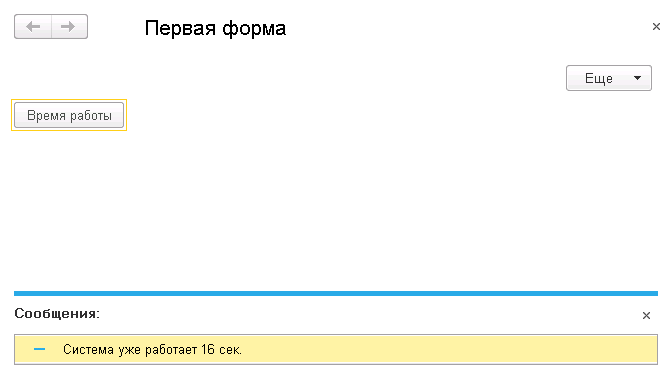 Первая форма
Еще
Время работы
Сообщения:
Система уже работает 16 сек.